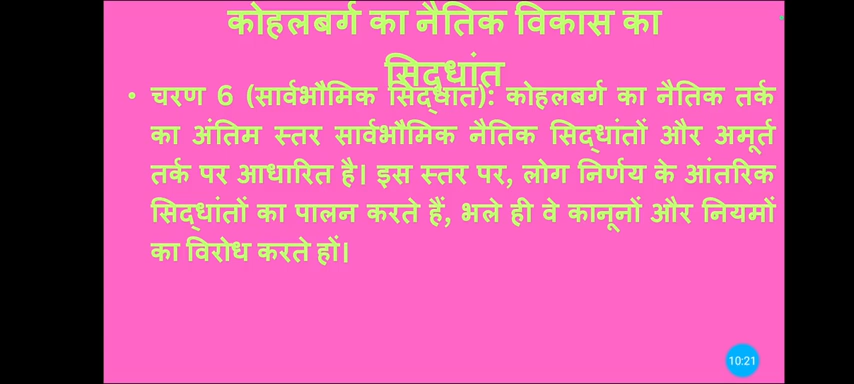 कोहलबर्ग का नैतिक विकास का
सिद्धांत
• चरण 6 (सार्वभौमिक सिद्धांत): कोहलबर्ग का नैतिक तर्क
का अंतिम स्तर सार्वभौमिक नैतिक सिद्धांतों और अमूर्त
तर्क पर आधारित है। इस स्तर पर, लोग निर्णय के आंतरिक
सिद्धांतों का पालन करते हैं, भले ही वे कानूनों और नियमों
का विरोध करते हों।
10:21